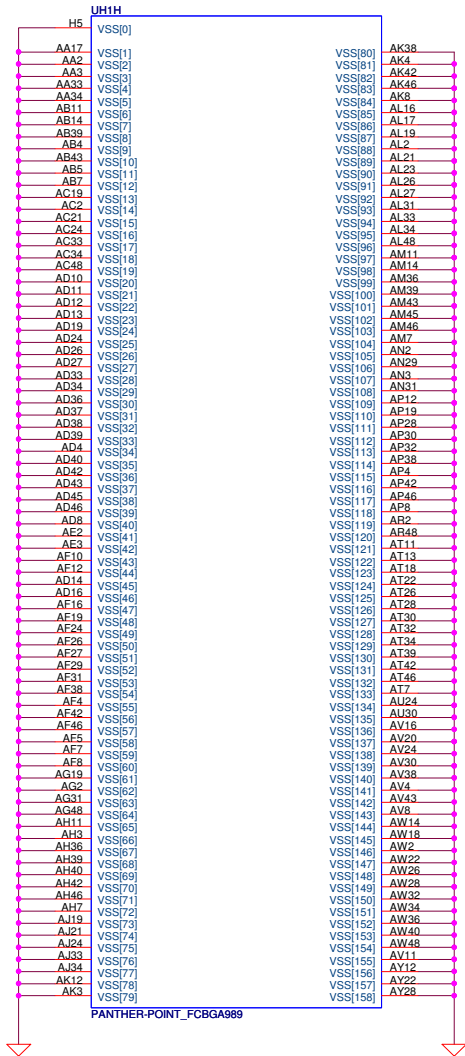 UH1H
H5 VSS[0]
AA17 VSS[1] VSS[80] AK38
AA2 VSS[2] VSS[81] AK4
AA3 VSS[3] VSS[82] AK42
AA33 VSS[4] VSS[83] AK46
AA34 VSS[5] VSS[84] AK8
AB11 VSS[6] VSS[85] AL16
AB14 VSS[7] VSS[86] AL17
AB39 VSS[8] VSS[87] AL19
AB4 VSS[9] VSS[88] AL2
AB43 VSS[10] VSS[89] AL21
AB5 VSS[11] VSS[90] AL23
AB7 VSS[12] VSS[91] AL26
AC19 VSS[13] VSS[92] AL27
AC2 VSS[14] VSS[93] AL31
AC21 VSS[15] VSS[94] AL33
AC24 VSS[16] VSS[95] AL34
AC33 VSS[17] VSS[96] AL48
AC34 VSS[18] VSS[97] AM11
AC48 VSS[19] VSS[98] AM14
AD10 VSS[20] VSS[99] AM36
AD11 VSS[21] VSS[100] AM39
AD12 VSS[22] VSS[101] AM43
AD13 VSS[23] VSS[102] AM45
AD19 VSS[24] VSS[103] AM46
AD24 VSS[25] VSS[104] AM7
AD26 VSS[26] VSS[105] AN2
AD27 VSS[27] VSS[106] AN29
AD33 VSS[28] VSS[107] AN3
AD34 VSS[29] VSS[108] AN31
AD36 VSS[30] VSS[109] AP12
AD37 VSS[31] VSS[110] AP19
AD38 VSS[32] VSS[111] AP28
AD39 VSS[33] VSS[112] AP30
AD4 VSS[34] VSS[113] AP32
AD40 VSS[35] VSS[114] AP38
AD42 VSS[36] VSS[115] AP4
AD43 VSS[37] VSS[116] AP42
AD45 VSS[38] VSS[117] AP46
AD46 VSS[39] VSS[118] AP8
AD8 VSS[40] VSS[119] AR2
AE2 VSS[41] VSS[120] AR48
AE3 VSS[42] VSS[121] AT11
AF10 VSS[43] VSS[122] AT13
AF12 VSS[44] VSS[123] AT18
AD14 VSS[45] VSS[124] AT22
AD16 VSS[46] VSS[125] AT26
AF16 VSS[47] VSS[126] AT28
AF19 VSS[48] VSS[127] AT30
AF24 VSS[49] VSS[128] AT32
AF26 VSS[50] VSS[129] AT34
AF27 VSS[51] VSS[130] AT39
AF29 VSS[52] VSS[131] AT42
AF31 VSS[53] VSS[132] AT46
AF38 VSS[54] VSS[133] AT7
AF4 VSS[55] VSS[134] AU24
AF42 VSS[56] VSS[135] AU30
AF46 VSS[57] VSS[136] AV16
AF5 VSS[58] VSS[137] AV20
AF7 VSS[59] VSS[138] AV24
AF8 VSS[60] VSS[139] AV30
AG19 VSS[61] VSS[140] AV38
AG2 VSS[62] VSS[141] AV4
AG31 VSS[63] VSS[142] AV43
AG48 VSS[64] VSS[143] AV8
AH11 VSS[65] VSS[144] AW14
AH3 VSS[66] VSS[145] AW18
AH36 VSS[67] VSS[146] AW2
AH39 VSS[68] VSS[147] AW22
AH40 VSS[69] VSS[148] AW26
AH42 VSS[70] VSS[149] AW28
AH46 VSS[71] VSS[150] AW32
AH7 VSS[72] VSS[151] AW34
AJ19 VSS[73] VSS[152] AW36
AJ21 VSS[74] VSS[153] AW40
AJ24 VSS[75] VSS[154] AW48
AJ33 VSS[76] VSS[155] AV11
AJ34 VSS[77] VSS[156] AY12
AK12 VSS[78] VSS[157] AY22
AK3 VSS[79] VSS[158] AY28
PANTHER-POINT_FCBGA989